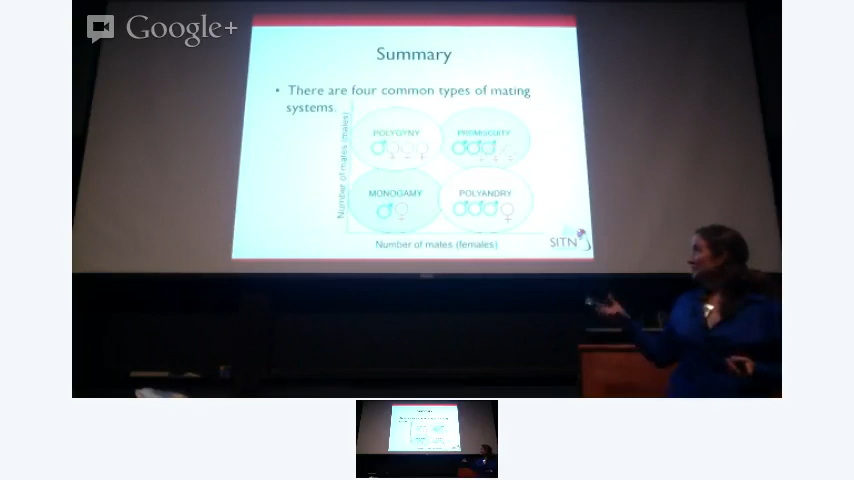 Google+
Summary
• There are four common types of mating
systems.
POLYGYNY
PROMISCUITY
MONOGAMY
POLYANDRY
Number of males (males)
Number of males (females)
SITN